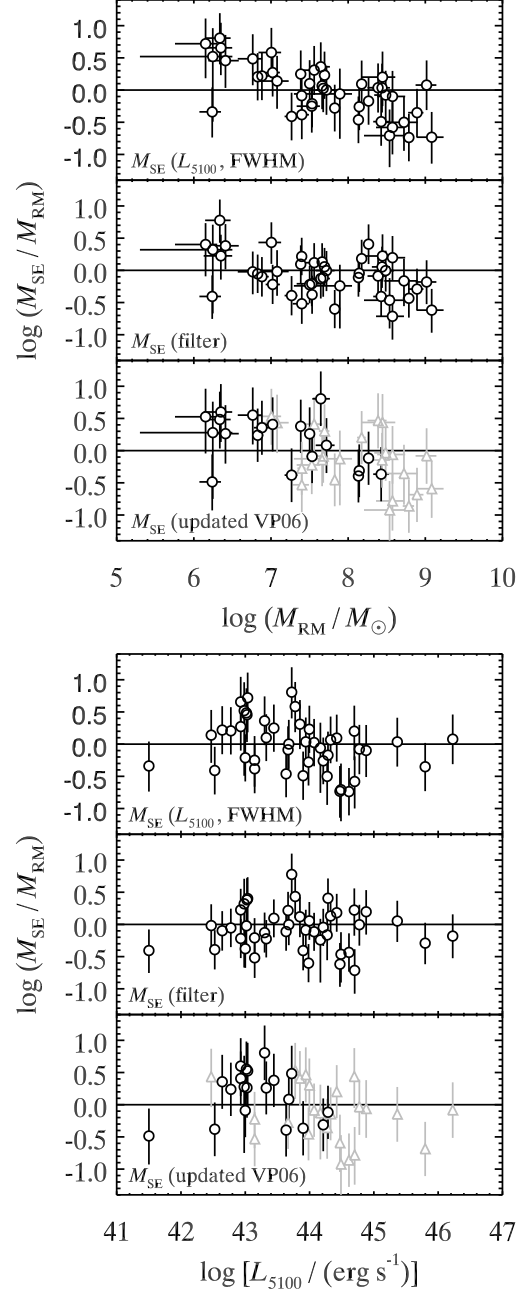 1.0
0.5
0.0
-0.5
-1.0
M_SE (L_5100, FWHM)
1.0
0.5
0.0
-0.5
-1.0
M_SE (filter)
log (M_SE / M_RM)
1.0
0.5
0.0
-0.5
-1.0
M_SE (updated VP06)
5 6 7 8 9 10
log (M_RM / M_⊙)
1.0
0.5
0.0
-0.5
-1.0
M_SE (L_5100, FWHM)
1.0
0.5
0.0
-0.5
-1.0
M_SE (filter)
log (M_SE / M_RM)
1.0
0.5
0.0
-0.5
-1.0
M_SE (updated VP06)
41 42 43 44 45 46 47
log [L_5100 / (erg s⁻¹)]